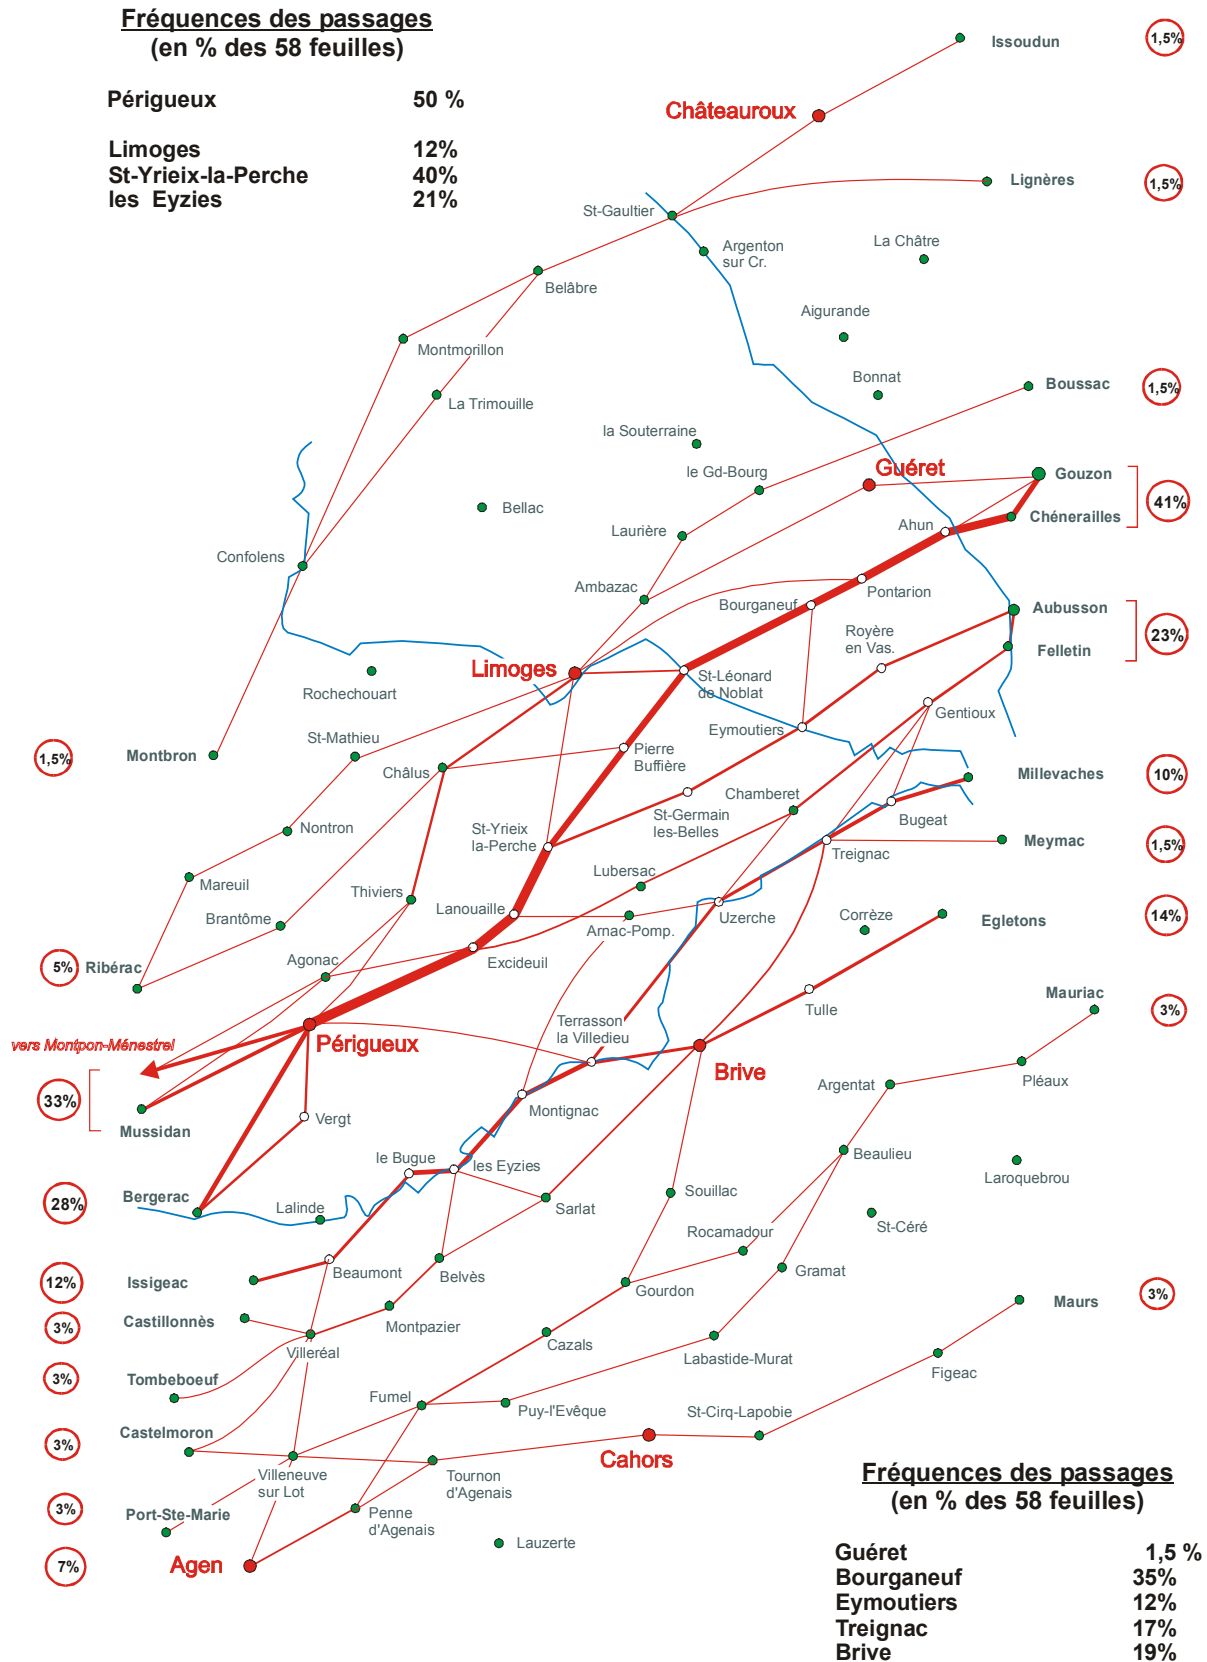 Fréquences des passages
(en % des 58 feuilles)
Périgueux 50 %
Limoges 12%
St-Yrieix-la-Perche 40%
les Eyzies 21%
Issoudun
1,5%
Châteauroux
Lignères
1,5%
St-Gaultier
Argenton
sur Cr.
La Châtre
Belâbre
Aigurande
Montmorillon
Bonnat
Boussac
1,5%
La Trimouille
la Souterraine
le Gd-Bourg
Guéret
Gouzon
41%
Bellac
Chénerailles
Ahun
Laurière
Confolens
Ambazac
Pontarion
Bourganeuf
Aubusson
23%
Royère
en Vas.
Felletin
Limoges
St-Léonard
de Noblat
Rochechouart
Gentioux
Eymoutiers
St-Mathieu
Montbron
1,5%
Pierre
Buffière
Châlus
Millevaches
10%
Chamberet
St-Germain
les-Belles
Bugeat
Nontron
St-Yrieix
la-Perche
Treignac
Meymac
1,5%
Lubersac
Mareuil
Thiviers
Lanouaille
Brantôme
Arnac-Pomp.
Uzerche
Corrèze
Egletons
14%
Agonac
Excideuil
5%
Ribérac
Tulle
Mauriac
3%
Terrasson
la Villedieu
vers Montpon-Ménestrel
Périgueux
Brive
Pléaux
Argentat
33%
Mussidan
Vergt
Montignac
Beaulieu
le Bugue
les Eyzies
Laroquebrou
28%
Bergerac
Lalinde
Sarlat
Souillac
St-Céré
Rocamadour
12%
Issigeac
Beaumont
Belvès
Gourdon
Gramat
Maurs
3%
3%
Castillonnès
Montpazier
Villeréal
Cazals
Labastide-Murat
Figeac
3%
Tombeboeuf
Fumel
Puy-l'Evêque
St-Cirq-Lapobie
3%
Castelmoron
Cahors
Villeneuve
sur Lot
Tournon
d'Agenais
3%
Port-Ste-Marie
Penne
d'Agenais
Lauzerte
7%
Agen
Fréquences des passages
(en % des 58 feuilles)
Guéret 1,5 %
Bourganeuf 35%
Eymoutiers 12%
Treignac 17%
Brive 19%